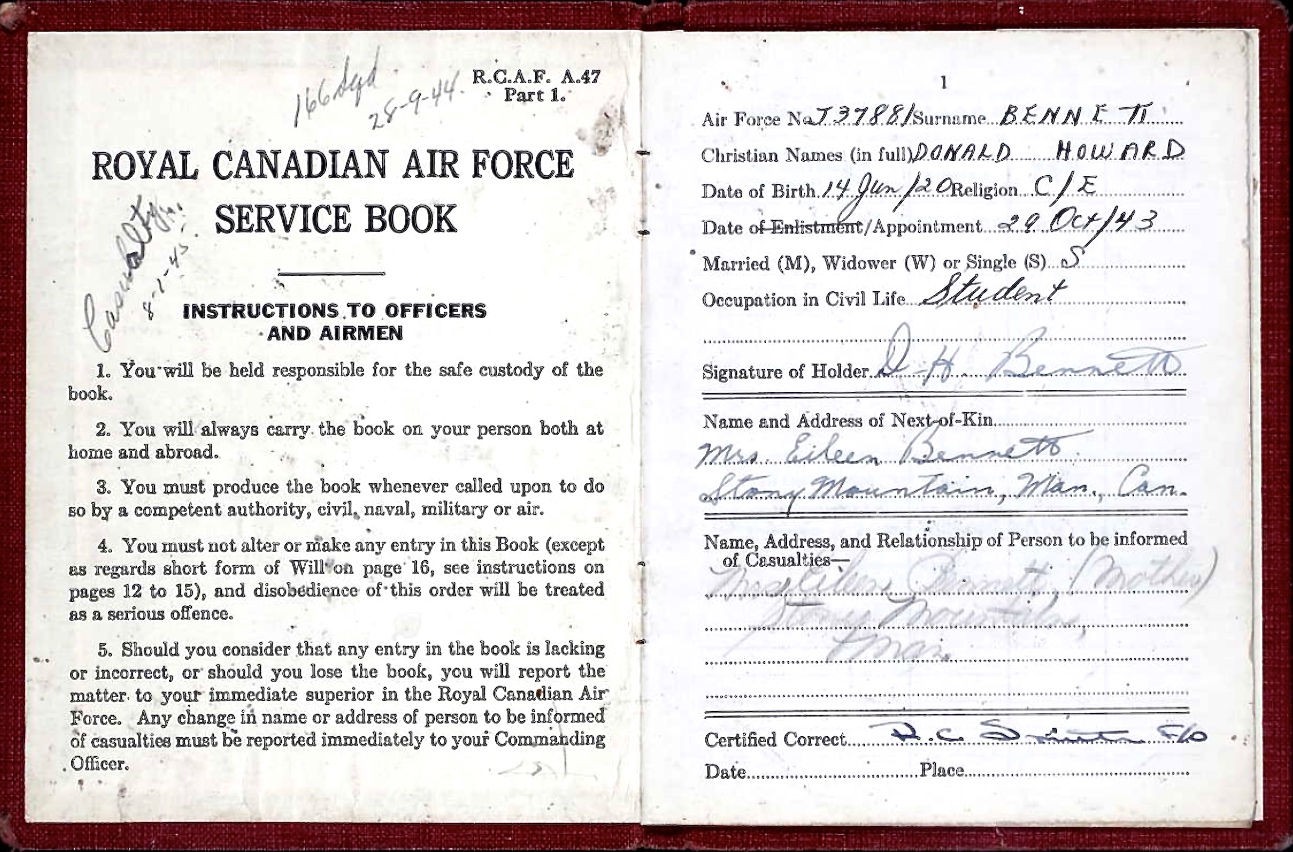 166 Sqd
28-9-44.
R.C.A.F. A.47
Part 1.
ROYAL CANADIAN AIR FORCE
SERVICE BOOK
Casualty
8-1-45
INSTRUCTIONS TO OFFICERS
AND AIRMEN
1. You will be held responsible for the safe custody of the
book.
2. You will always carry the book on your person both at
home and abroad.
3. You must produce the book whenever called upon to do
so by a competent authority, civil, naval, military or air.
4. You must not alter or make any entry in this Book (except
as regards short form of Will on page 16, see instructions on
pages 12 to 15), and disobedience of this order will be treated
as a serious offence.
5. Should you consider that any entry in the book is lacking
or incorrect, or should you lose the book, you will report the
matter to your immediate superior in the Royal Canadian Air
Force. Any change in name or address of person to be informed
of casualties must be reported immediately to your Commanding
Officer.
1
Air Force No. J37881 Surname BENNETT
Christian Names (in full) DONALD HOWARD
Date of Birth 14 Jun/20 Religion C/E
Date of Enlistment/Appointment 29 Oct/43
Married (M), Widower (W) or Single (S) S
Occupation in Civil Life Student
Signature of Holder D. H. Bennett
Name and Address of Next-of-Kin
Mrs. Eileen Bennett.
Stony Mountain, Man., Can.
Name, Address, and Relationship of Person to be informed
of Casualties—
Mrs Eileen Bennett, (Mother)
Stony Mountain,
Man.
Certified Correct R.C. F/O
Date Place